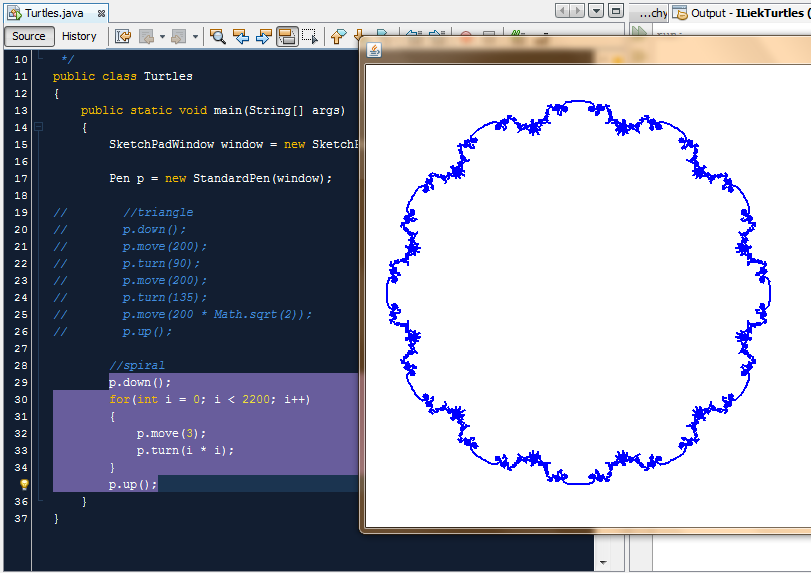 Turtles.java
...chy
Output - ILiekTurtles (
Source History
run:
10 */
11 public class Turtles
12 {
13 public static void main(String[] args)
14 {
15 SketchPadWindow window = new SketchP
16
17 Pen p = new StandardPen(window);
18
19 // //triangle
20 // p.down();
21 // p.move(200);
22 // p.turn(90);
23 // p.move(200);
24 // p.turn(135);
25 // p.move(200 * Math.sqrt(2));
26 // p.up();
27
28 //spiral
29 p.down();
30 for(int i = 0; i < 2200; i++)
31 {
32 p.move(3);
33 p.turn(i * i);
34 }
p.up();
36 }
37 }